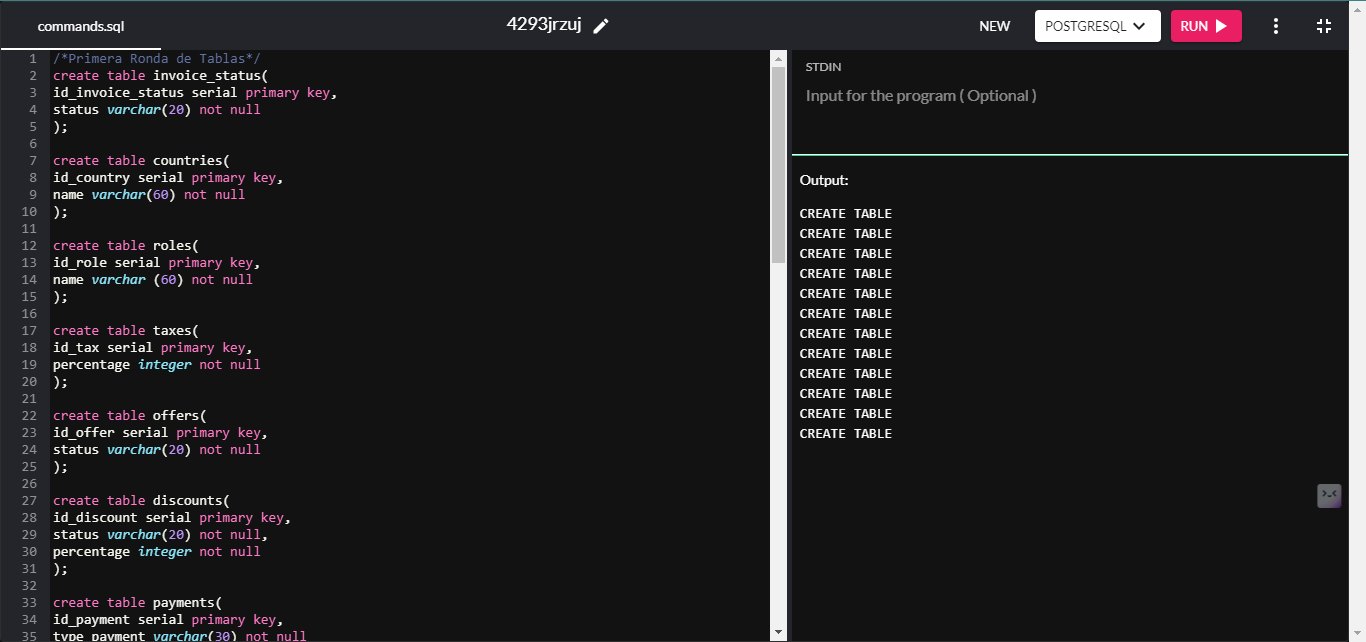 commands.sql
4293jrzuj
NEW
POSTGRESQL
RUN
1 /*Primera Ronda de Tablas*/
2 create table invoice_status(
3 id_invoice_status serial primary key,
4 status varchar(20) not null
5 );
6
7 create table countries(
8 id_country serial primary key,
9 name varchar(60) not null
10 );
11
12 create table roles(
13 id_role serial primary key,
14 name varchar (60) not null
15 );
16
17 create table taxes(
18 id_tax serial primary key,
19 percentage integer not null
20 );
21
22 create table offers(
23 id_offer serial primary key,
24 status varchar(20) not null
25 );
26
27 create table discounts(
28 id_discount serial primary key,
29 status varchar(20) not null,
30 percentage integer not null
31 );
32
33 create table payments(
34 id_payment serial primary key,
35 type_payment varchar(30) not null
STDIN
Input for the program ( Optional )
Output:
CREATE TABLE
CREATE TABLE
CREATE TABLE
CREATE TABLE
CREATE TABLE
CREATE TABLE
CREATE TABLE
CREATE TABLE
CREATE TABLE
CREATE TABLE
CREATE TABLE
CREATE TABLE